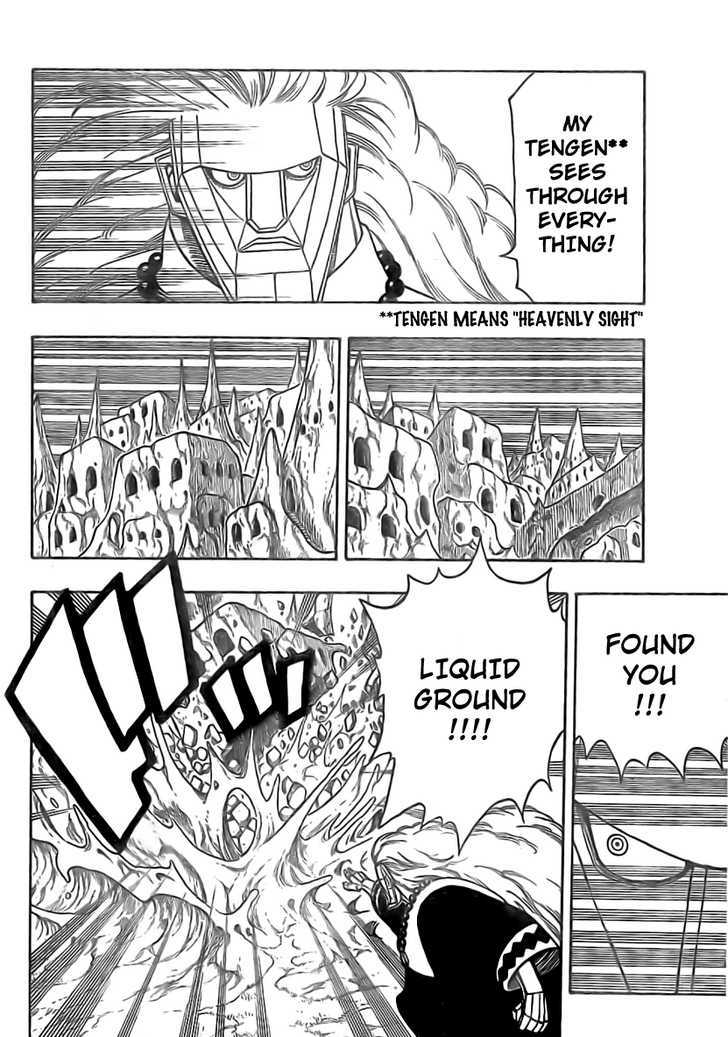 MY
TENGEN**
SEES
THROUGH
EVERY-
THING!
**TENGEN MEANS "HEAVENLY SIGHT"
FOUND
YOU
!!!
LIQUID
GROUND
!!!!